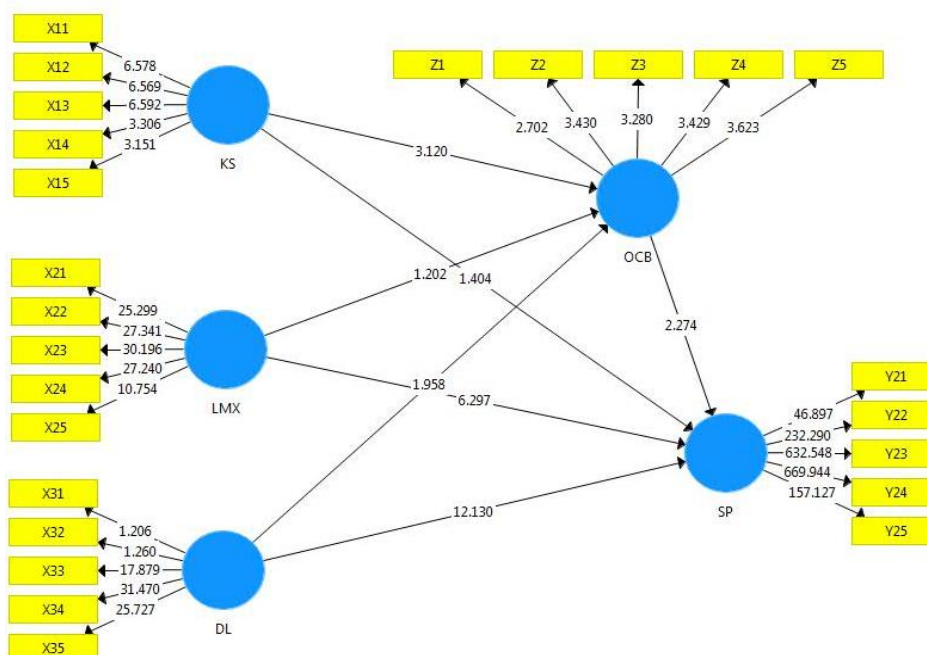 X11
X12
X13
X14
X15
6.578
6.569
6.592
3.306
3.151
KS
Z1
Z2
Z3
Z4
Z5
2.702
3.430
3.280
3.429
3.623
OCB
3.120
1.404
1.202
X21
X22
X23
X24
X25
25.299
27.341
30.196
27.240
10.754
LMX
2.274
1.958
6.297
12.130
Y21
Y22
Y23
Y24
Y25
46.897
232.290
632.548
669.944
157.127
SP
X31
X32
X33
X34
X35
1.206
1.260
17.879
31.470
25.727
DL